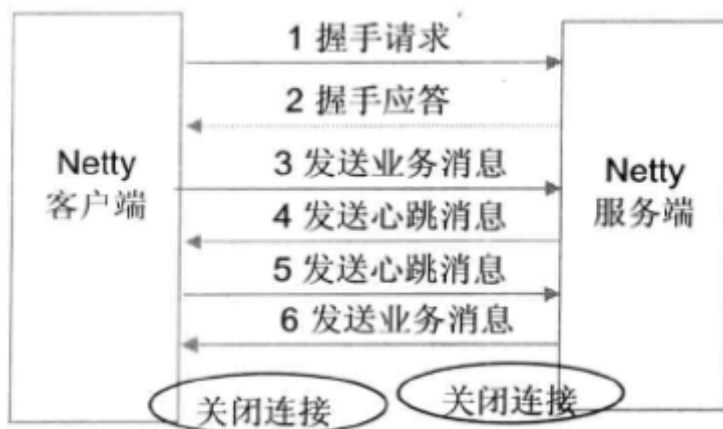 1 握手请求
2 握手应答
Netty
客户端
3 发送业务消息
4 发送心跳消息
5 发送心跳消息
6 发送业务消息
Netty
服务端
关闭连接
关闭连接